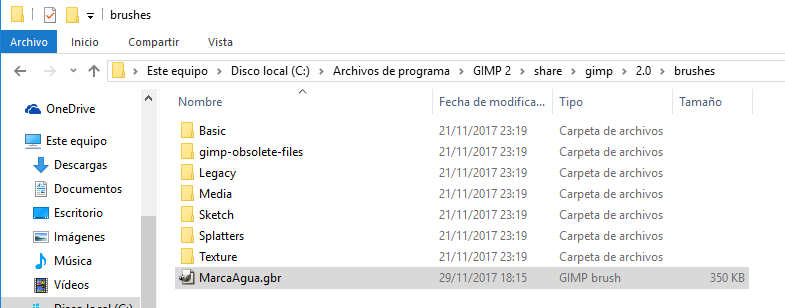 brushes
Archivo Inicio Compartir Vista
Este equipo Disco local (C:) Archivos de programa GIMP 2 share gimp 2.0 brushes
OneDrive
Este equipo
Descargas
Documentos
Escritorio
Imágenes
Música
Vídeos
Disco local (C:)
Nombre Fecha de modifica... Tipo Tamaño
Basic 21/11/2017 23:19 Carpeta de archivos
gimp-obsolete-files 21/11/2017 23:19 Carpeta de archivos
Legacy 21/11/2017 23:19 Carpeta de archivos
Media 21/11/2017 23:19 Carpeta de archivos
Sketch 21/11/2017 23:19 Carpeta de archivos
Splatters 21/11/2017 23:19 Carpeta de archivos
Texture 21/11/2017 23:19 Carpeta de archivos
MarcaAgua.gbr 29/11/2017 18:15 GIMP brush 350 KB